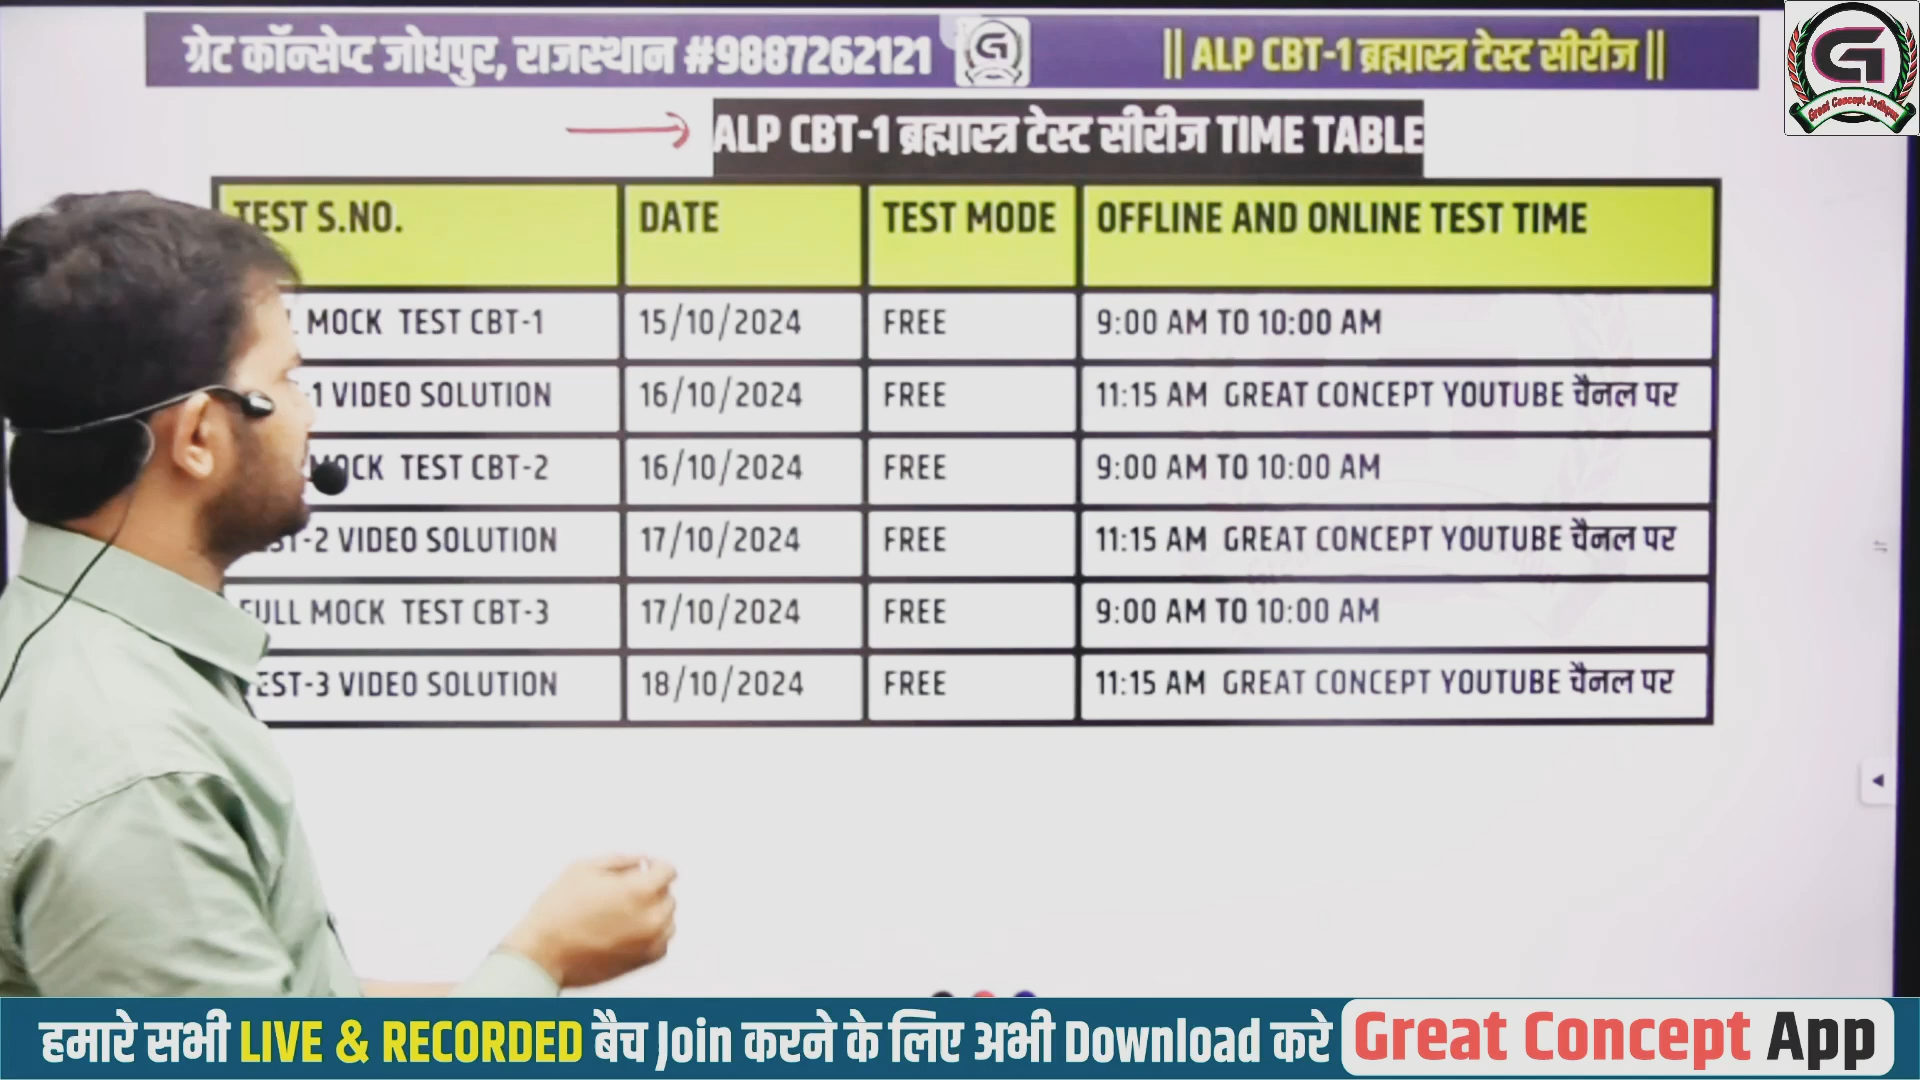 ग्रेट कॉन्सेप्ट जोधपुर, राजस्थान #9887262121
|| ALP CBT-1 ब्रह्मास्त्र टेस्ट सीरीज ||
Great Concept Jodhpur
ALP CBT-1 ब्रह्मास्त्र टेस्ट सीरीज TIME TABLE
TEST S.NO. DATE TEST MODE OFFLINE AND ONLINE TEST TIME
MOCK TEST CBT-1 15/10/2024 FREE 9:00 AM TO 10:00 AM
-1 VIDEO SOLUTION 16/10/2024 FREE 11:15 AM GREAT CONCEPT YOUTUBE चैनल पर
MOCK TEST CBT-2 16/10/2024 FREE 9:00 AM TO 10:00 AM
EST-2 VIDEO SOLUTION 17/10/2024 FREE 11:15 AM GREAT CONCEPT YOUTUBE चैनल पर
FULL MOCK TEST CBT-3 17/10/2024 FREE 9:00 AM TO 10:00 AM
TEST-3 VIDEO SOLUTION 18/10/2024 FREE 11:15 AM GREAT CONCEPT YOUTUBE चैनल पर
हमारे सभी LIVE & RECORDED बैच Join करने के लिए अभी Download करे Great Concept App